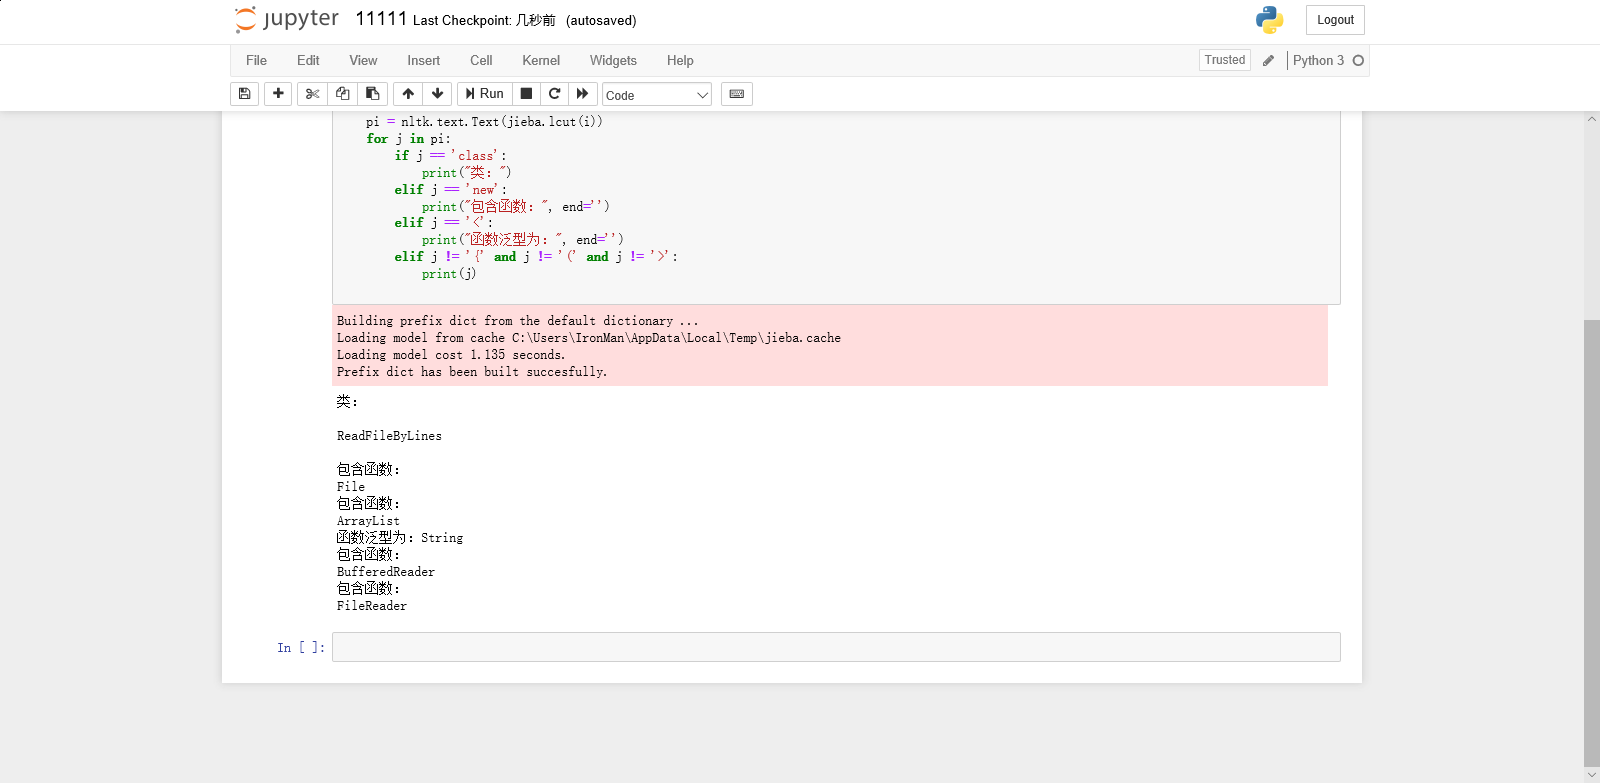 jupyter 11111 Last Checkpoint: 几秒前 (autosaved) Logout
File Edit View Insert Cell Kernel Widgets Help Trusted Python 3
Run Code
pi = nltk.text.Text(jieba.lcut(i))
for j in pi:
if j == 'class':
print("类: ")
elif j == 'new':
print("包含函数: ", end='')
elif j == '<':
print("函数泛型为: ", end='')
elif j != '{' and j != '(' and j != '>':
print(j)
Building prefix dict from the default dictionary ...
Loading model from cache C:\Users\IronMan\AppData\Local\Temp\jieba.cache
Loading model cost 1.135 seconds.
Prefix dict has been built succesfully.
类:
ReadFileByLines
包含函数:
File
包含函数:
ArrayList
函数泛型为: String
包含函数:
BufferedReader
包含函数:
FileReader
In [ ]: